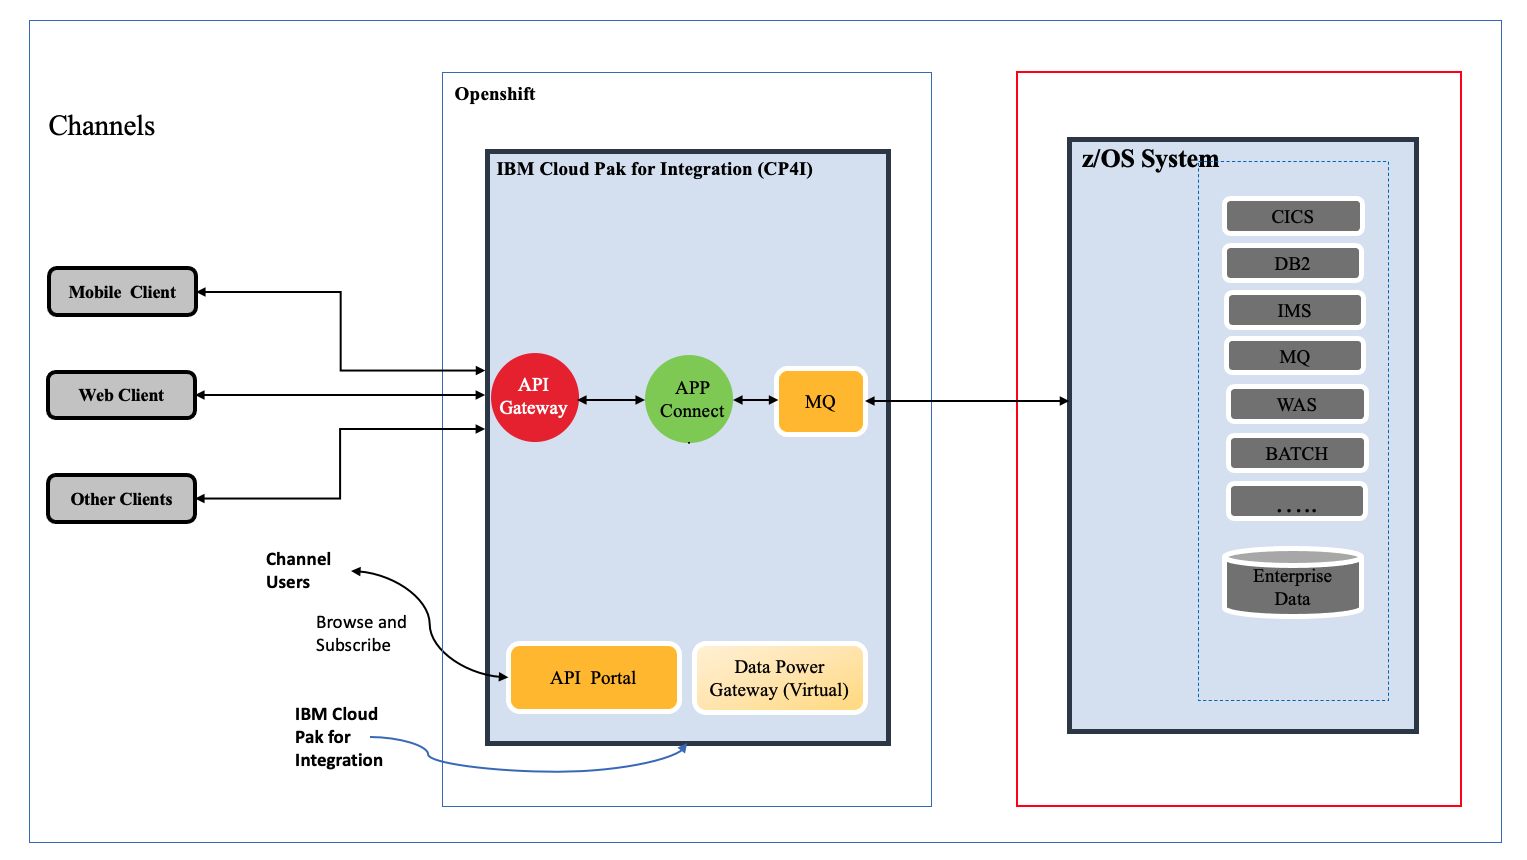 Channels
Openshift
IBM Cloud Pak for Integration (CP4I)
z/OS System
Mobile Client
Web Client
Other Clients
API
Gateway
APP
Connect
MQ
CICS
DB2
IMS
MQ
WAS
BATCH
.....
Enterprise
Data
Channel
Users
Browse and
Subscribe
API Portal
Data Power
Gateway (Virtual)
IBM Cloud
Pak for
Integration